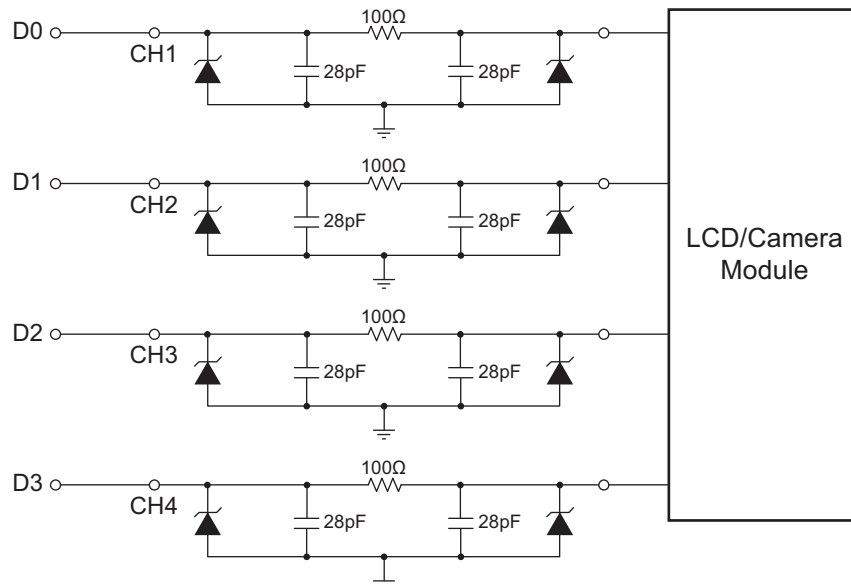 100Ω
D0
CH1
28pF
28pF
100Ω
D1
CH2
28pF
28pF
LCD/Camera
Module
100Ω
D2
CH3
28pF
28pF
100Ω
D3
CH4
28pF
28pF